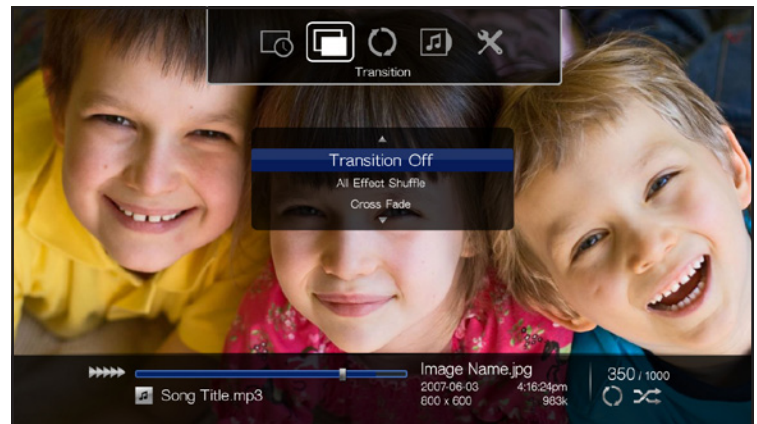 Transition
Transition Off
All Effect Shuffle
Cross Fade
Image Name.jpg
2007-06-03 4:16:24pm
800 x 600 983k
Song Title.mp3
350 / 1000